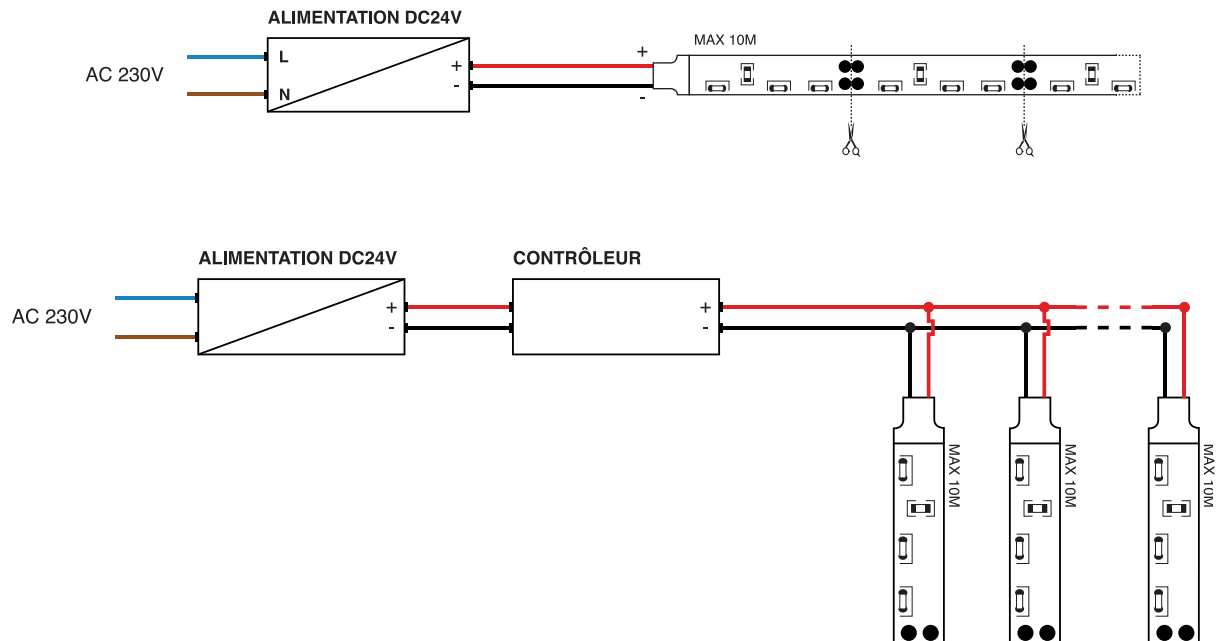 ALIMENTATION DC24V
AC 230V
L
N
+
-
+
-
MAX 10M
ALIMENTATION DC24V
CONTRÔLEUR
AC 230V
+
-
+
-
MAX 10M
MAX 10M
MAX 10M